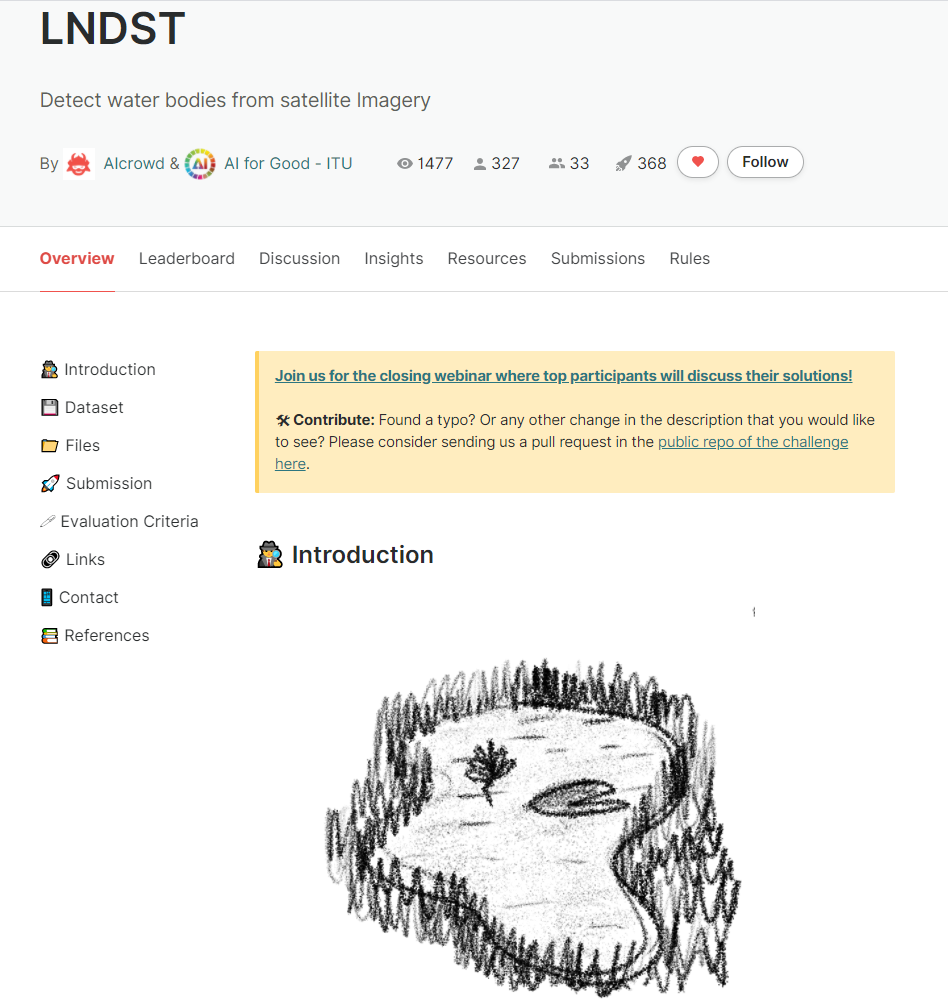 LNDST
Detect water bodies from satellite Imagery
By AIcrowd & AI for Good - ITU 1477 327 33 368 Follow
Overview Leaderboard Discussion Insights Resources Submissions Rules
Introduction
Dataset
Files
Submission
Evaluation Criteria
Links
Contact
References
Join us for the closing webinar where top participants will discuss their solutions!
🛠 Contribute: Found a typo? Or any other change in the description that you would like
to see? Please consider sending us a pull request in the public repo of the challenge
here.
🕵️ Introduction